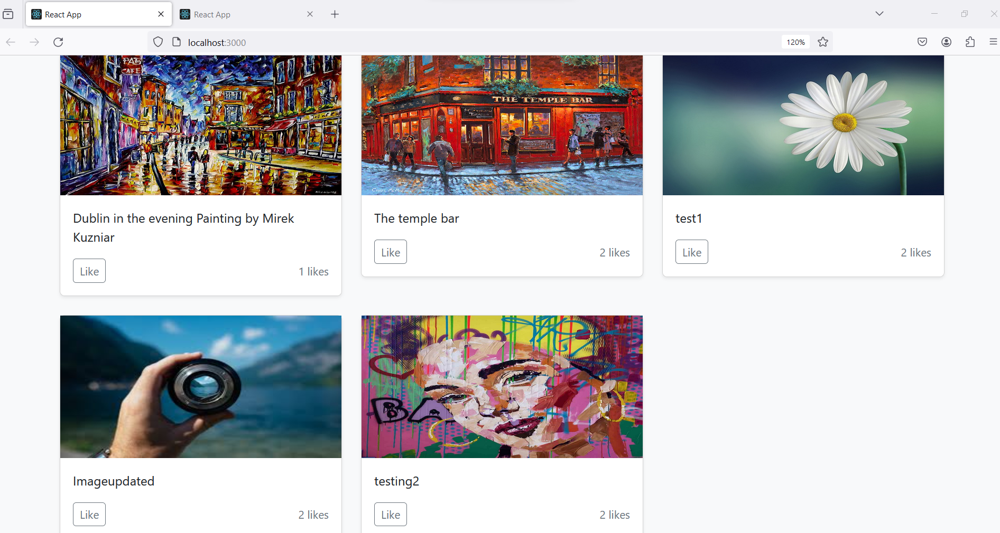 React App
React App
localhost:3000
120%
PAB
CAFE
THE TEMPLE BAR
Chris McMorrow
Dublin in the evening Painting by Mirek
Kuzniar
Like
1 likes
The temple bar
Like
2 likes
test1
Like
2 likes
BA
Imageupdated
Like
2 likes
testing2
Like
2 likes